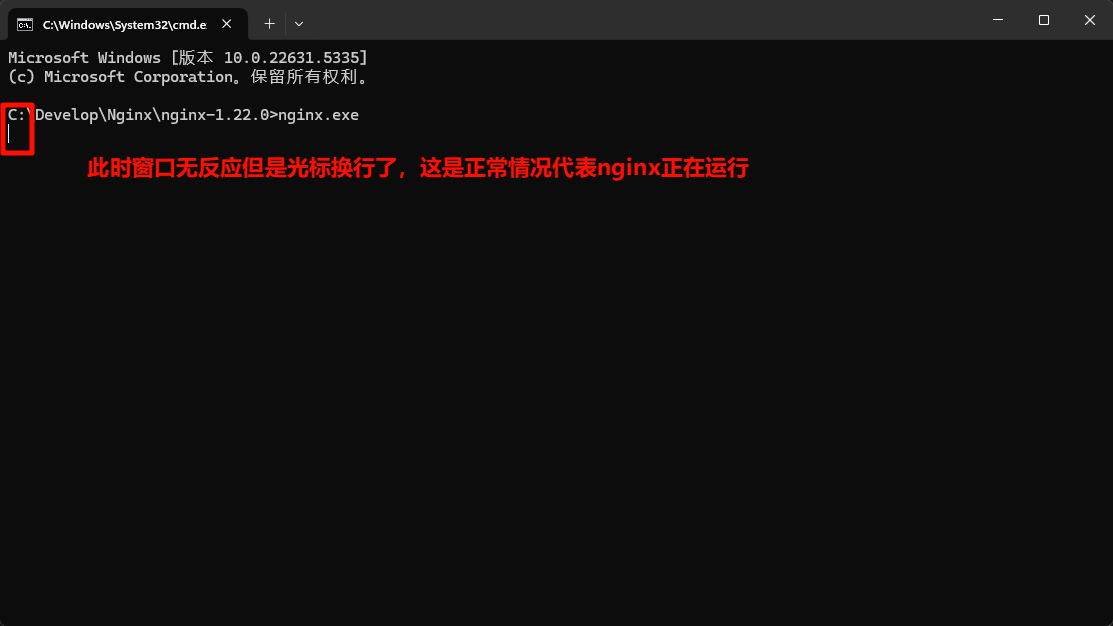 C:\Windows\System32\cmd.e
Microsoft Windows [版本 10.0.22631.5335]
(c) Microsoft Corporation。保留所有权利。
C:\Develop\Nginx\nginx-1.22.0>nginx.exe
此时窗口无反应但是光标换行了，这是正常情况代表nginx正在运行